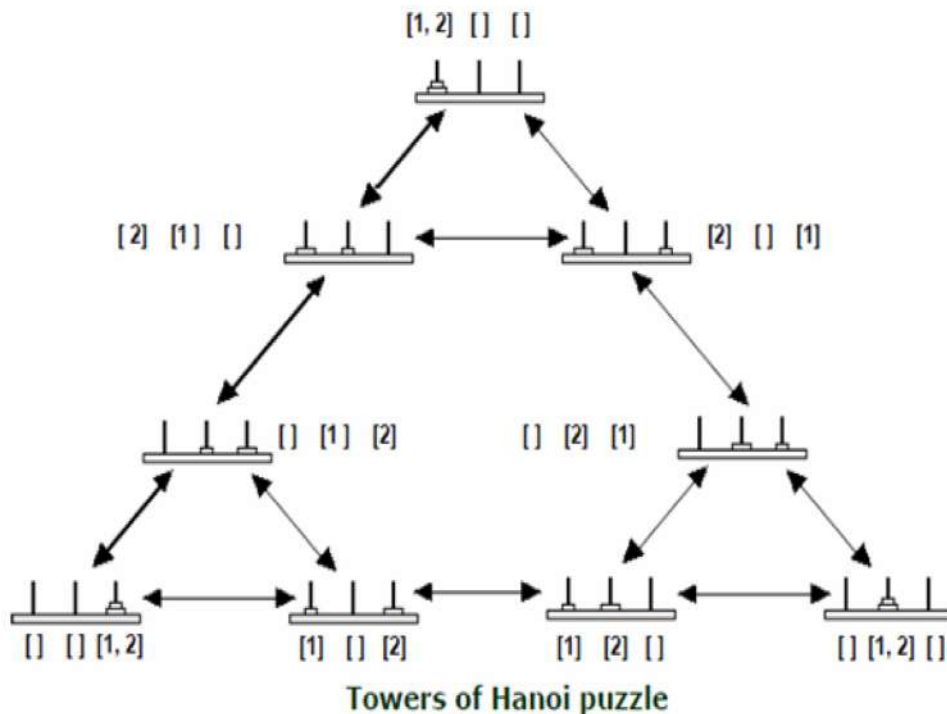 [1, 2] [ ] [ ]
[ 2] [1 ] [ ] [2] [ ] [1]
[ ] [1 ] [2] [ ] [2] [1]
[ ] [ ] [1, 2] [1] [ ] [2] [1] [2] [ ] [ ] [1, 2] [ ]
Towers of Hanoi puzzle